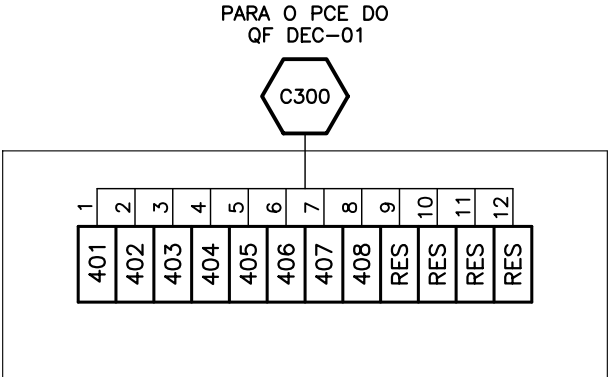 PARA O PCE DO
QF DEC-01
C300
1 2 3 4 5 6 7 8 9 10 11 12
401 402 403 404 405 406 407 408 RES RES RES RES